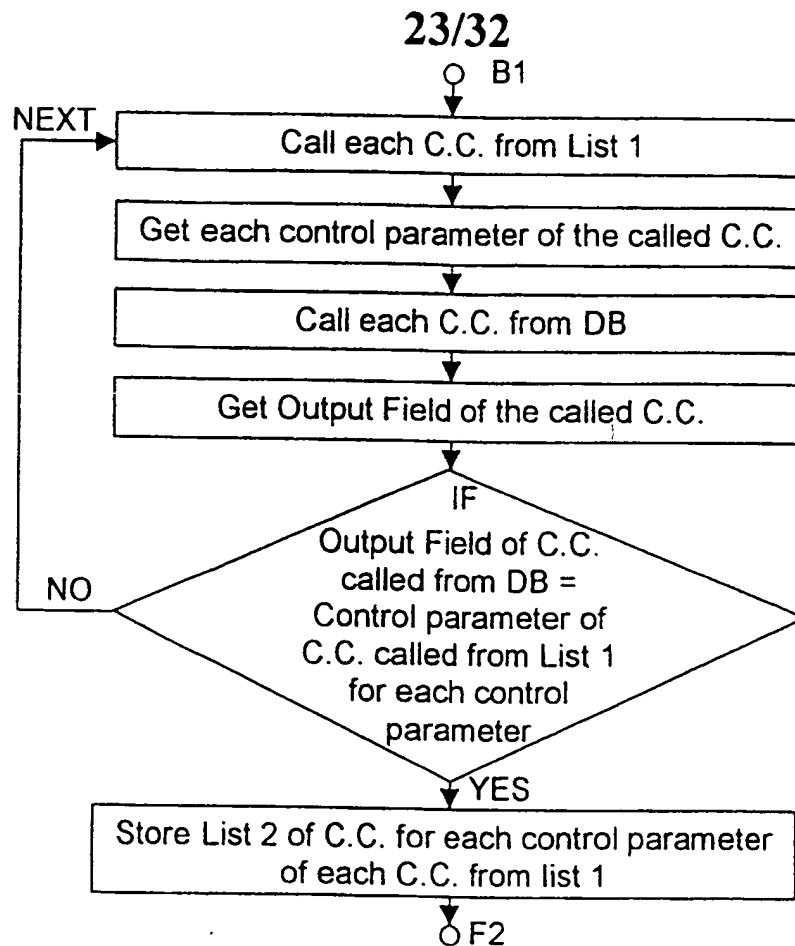 23/32
B1
NEXT
Call each C.C. from List 1
Get each control parameter of the called C.C.
Call each C.C. from DB
Get Output Field of the called C.C.
IF
Output Field of C.C.
called from DB =
Control parameter of
C.C. called from List 1
for each control
parameter
NO
YES
Store List 2 of C.C. for each control parameter
of each C.C. from list 1
F2